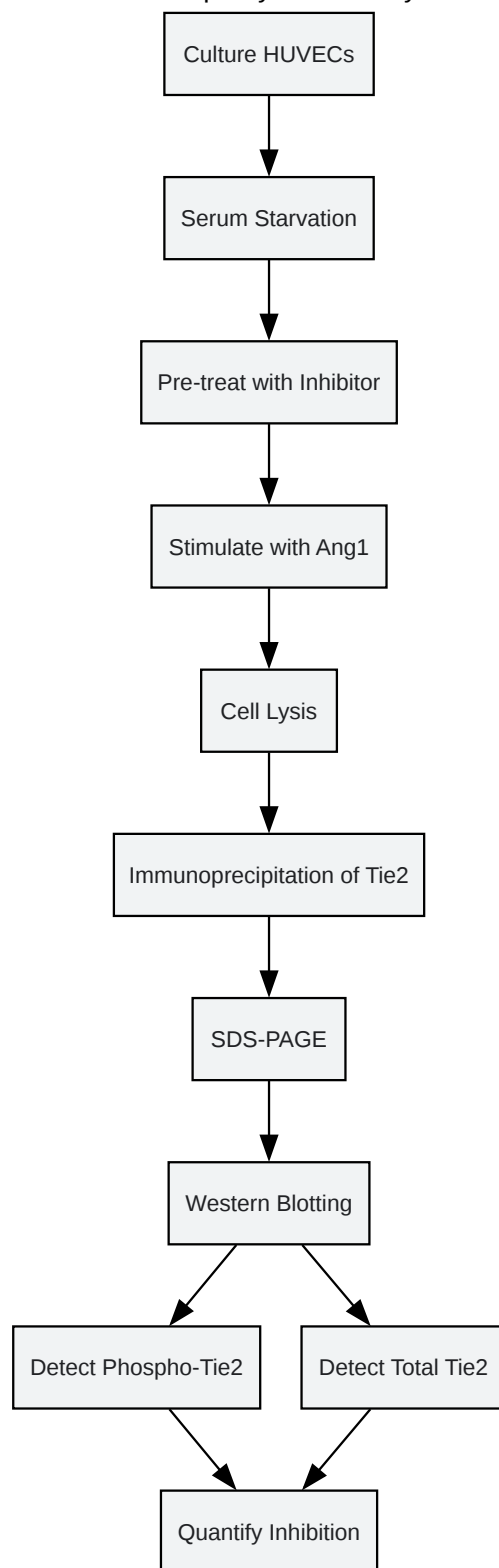 Culture HUVECs
Serum Starvation
Pre-treat with Inhibitor
Stimulate with Ang1
Cell Lysis
Immunoprecipitation of Tie2
SDS-PAGE
Western Blotting
Detect Phospho-Tie2
Detect Total Tie2
Quantify Inhibition